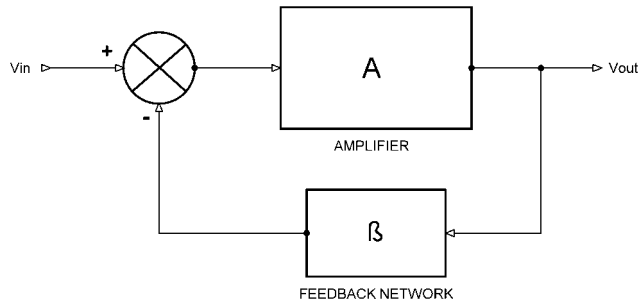 +
Vin
A
Vout
-
AMPLIFIER
ß
FEEDBACK NETWORK